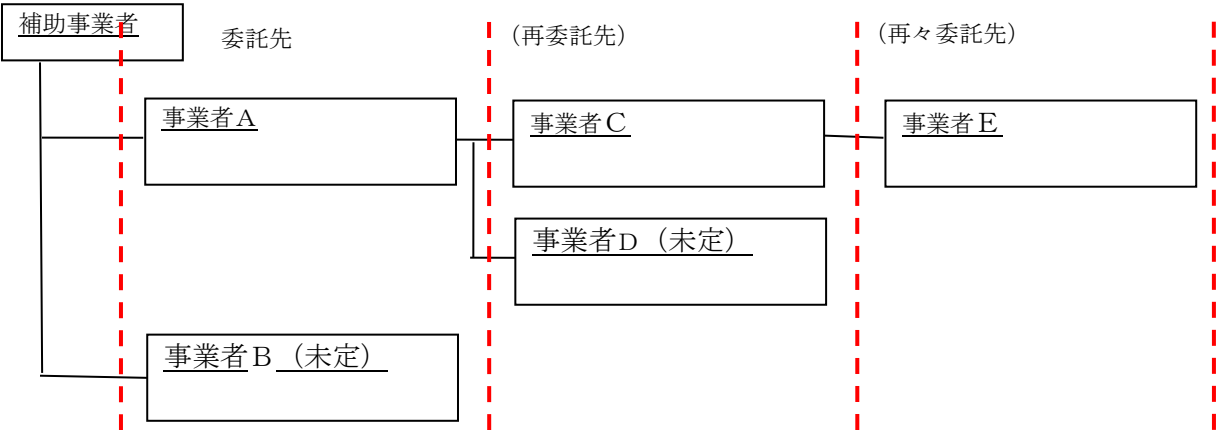 補助事業者
委託先
（再委託先）
（再々委託先）
事業者Ａ
事業者Ｃ
事業者Ｅ
事業者D（未定）
事業者Ｂ（未定）